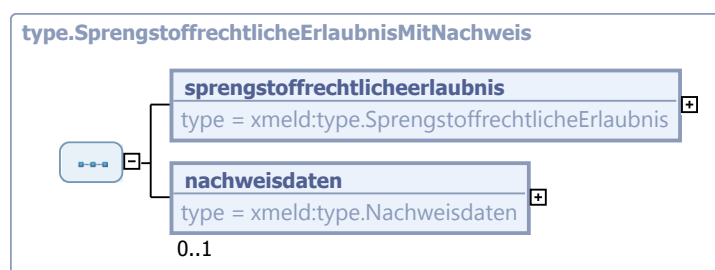 type.SprengstoffrechtlicheErlaubnisMitNachweis
sprengstoffrechtlicheerlaubnis
type = xmeld:type.SprengstoffrechtlicheErlaubnis
nachweisdaten
type = xmeld:type.Nachweisdaten
0..1